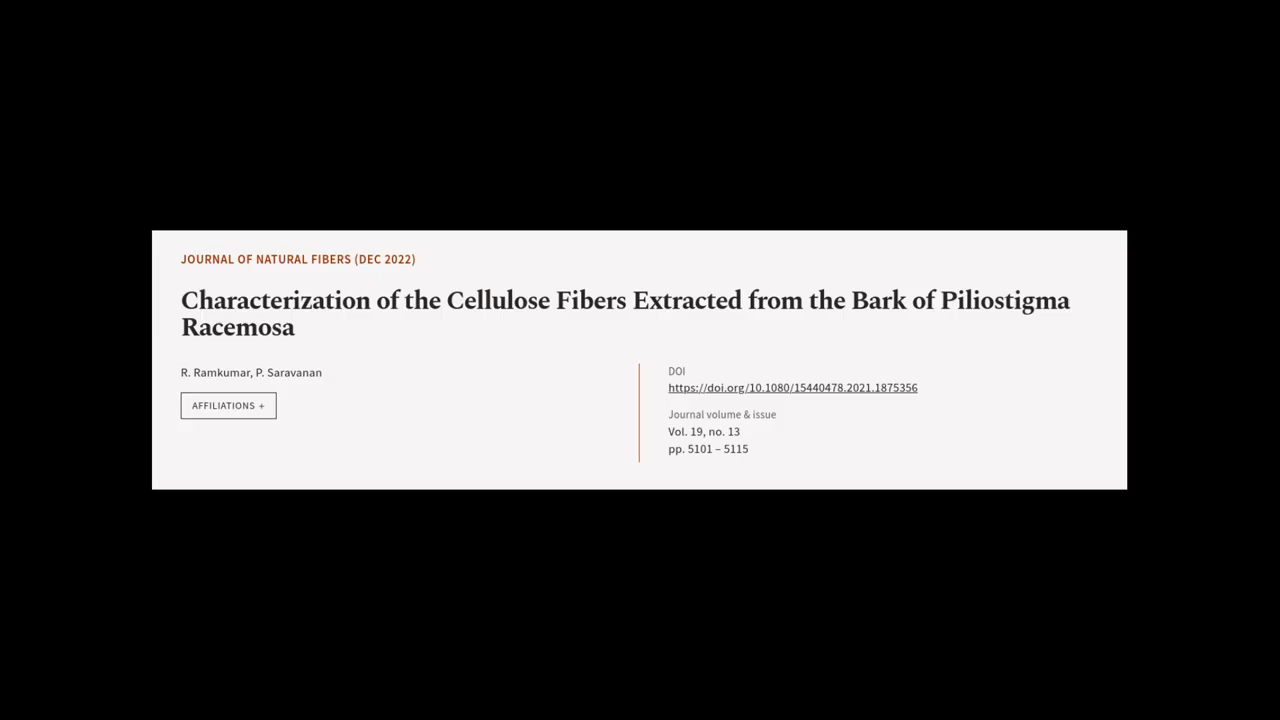 JOURNAL OF NATURAL FIBERS (DEC 2022)
Characterization of the Cellulose Fibers Extracted from the Bark of Piliostigma
Racemosa
R. Ramkumar, P. Saravanan
AFFILIATIONS +
DOI
https://doi.org/10.1080/15440478.2021.1875356
Journal volume & issue
Vol. 19, no. 13
pp. 5101 – 5115